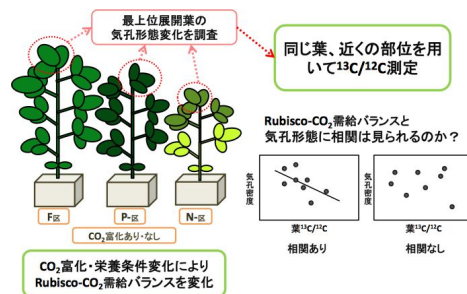 最上位展開葉の
気孔形態変化を調査
同じ葉、近くの部位を用
いて¹³C/¹²C測定
Rubisco-CO₂需給バランスと
気孔形態に相関は見られるのか？
気孔密度
葉¹³C/¹²C
相関あり
気孔密度
葉¹³C/¹²C
相関なし
F区
P-区
N-区
CO₂富化あり・なし
CO₂富化・栄養条件変化により
Rubisco-CO₂需給バランスを変化